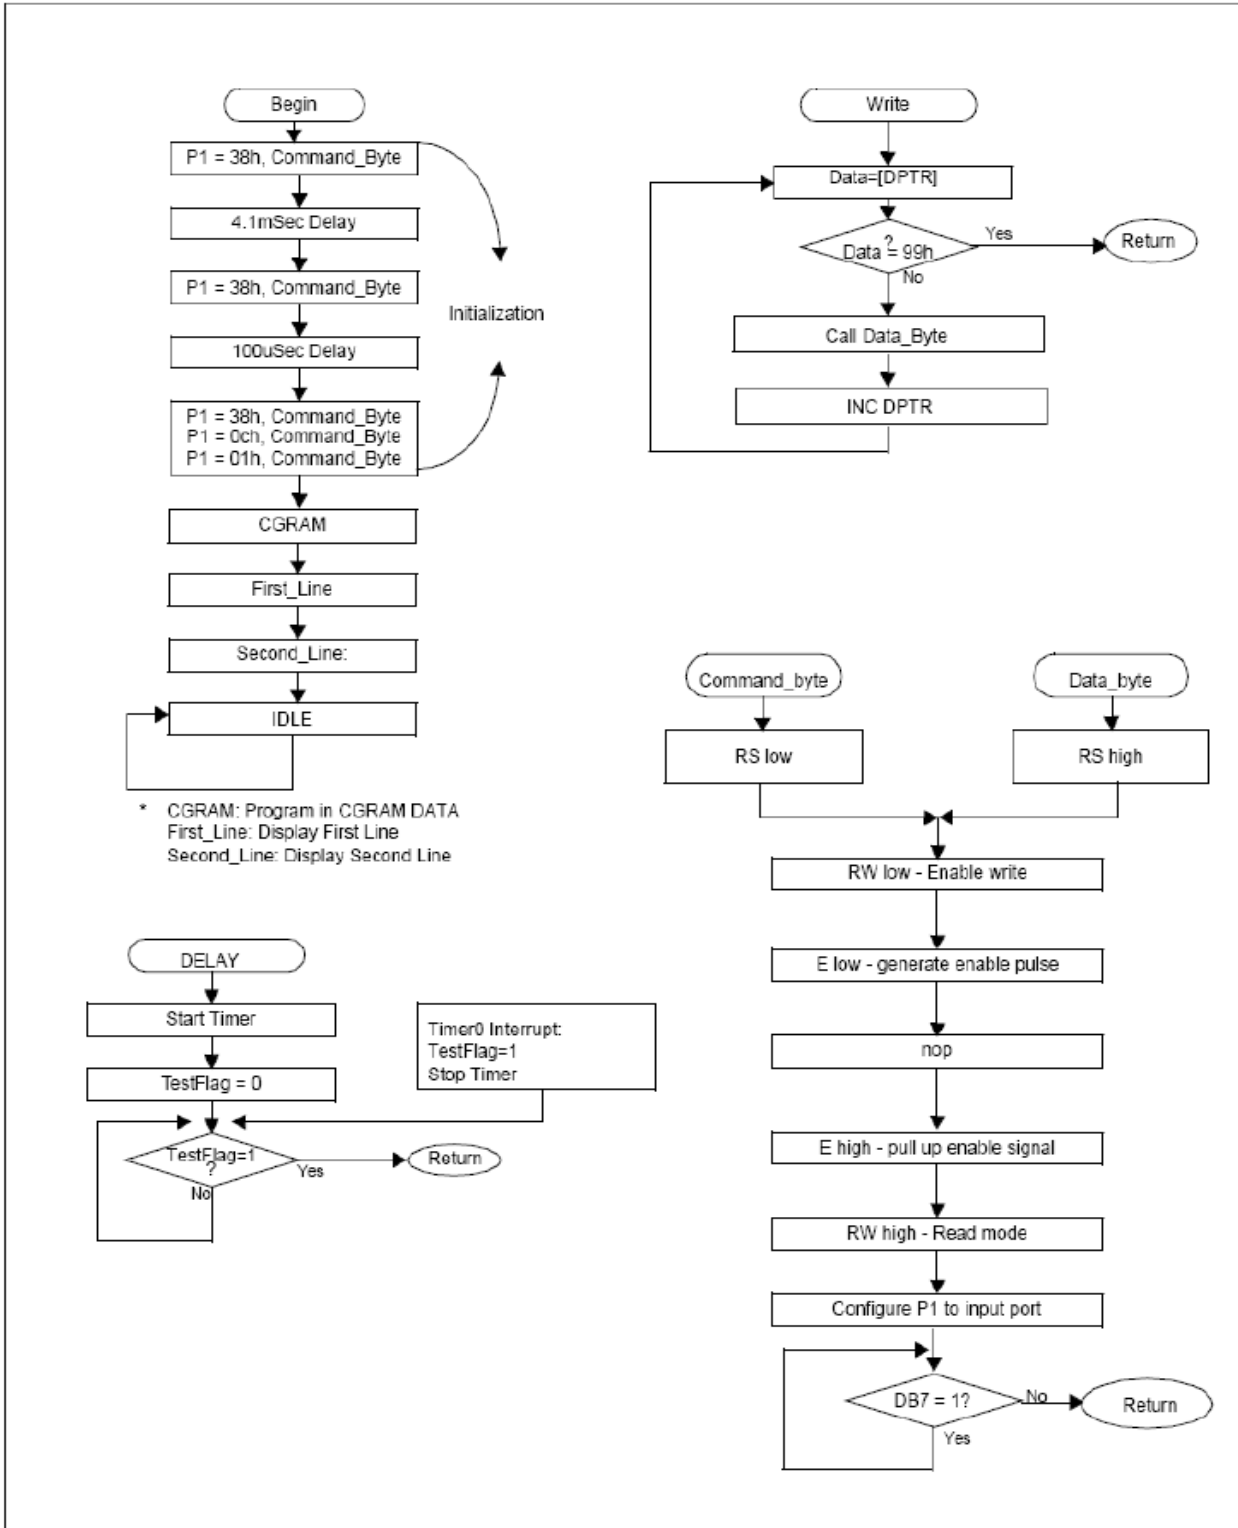 Begin
P1 = 38h, Command_Byte
4.1mSec Delay
P1 = 38h, Command_Byte
100uSec Delay
P1 = 38h, Command_Byte
P1 = 0ch, Command_Byte
P1 = 01h, Command_Byte
Initialization
CGRAM
First_Line
Second_Line:
IDLE
* CGRAM: Program in CGRAM DATA
First_Line: Display First Line
Second_Line: Display Second Line
Write
Data=[DPTR]
?
Data = 99h
Yes
Return
No
Call Data_Byte
INC DPTR
DELAY
Start Timer
TestFlag = 0
Timer0 Interrupt:
TestFlag=1
Stop Timer
TestFlag=1
?
Yes
Return
No
Command_byte
Data_byte
RS low
RS high
RW low - Enable write
E low - generate enable pulse
nop
E high - pull up enable signal
RW high - Read mode
Configure P1 to input port
DB7 = 1?
No
Return
Yes